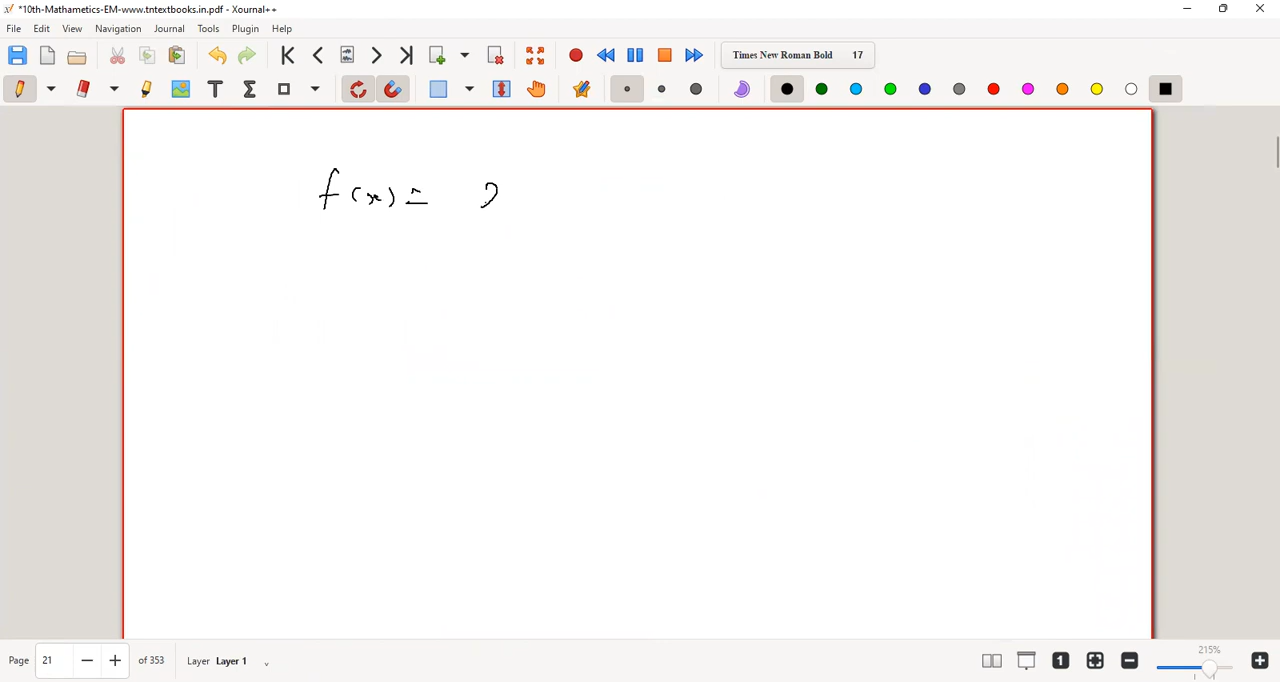 *10th-Mathametics-EM-www.tntextbooks.in.pdf - Xournal++
File Edit View Navigation Journal Tools Plugin Help
Times New Roman Bold 17
f(x) =
Page 21 of 353 Layer Layer 1 215%